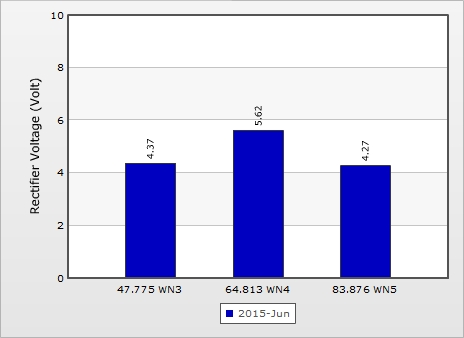 10
8
6
4
2
0
Rectifier Voltage (Volt)
4.37
5.62
4.27
47.775 WN3
64.813 WN4
83.876 WN5
2015-Jun